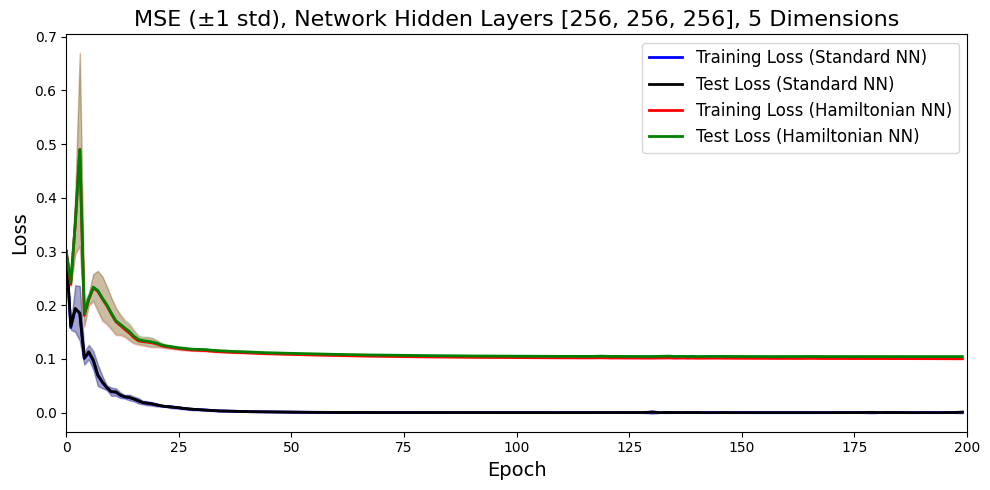 MSE (±1 std), Network Hidden Layers [256, 256, 256], 5 Dimensions
Loss
0.7
0.6
0.5
0.4
0.3
0.2
0.1
0.0
Training Loss (Standard NN)
Test Loss (Standard NN)
Training Loss (Hamiltonian NN)
Test Loss (Hamiltonian NN)
0 25 50 75 100 125 150 175 200
Epoch